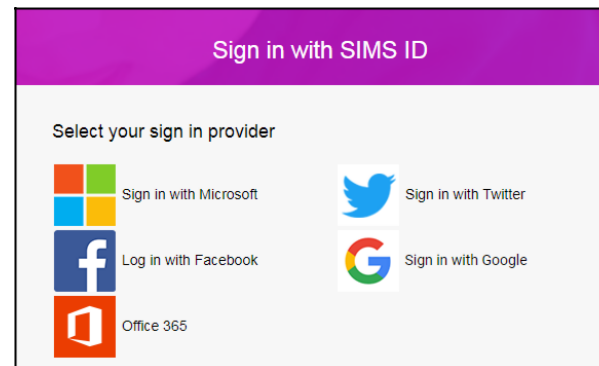 Sign in with SIMS ID
Select your sign in provider
Sign in with Microsoft
Sign in with Twitter
Log in with Facebook
Sign in with Google
Office 365